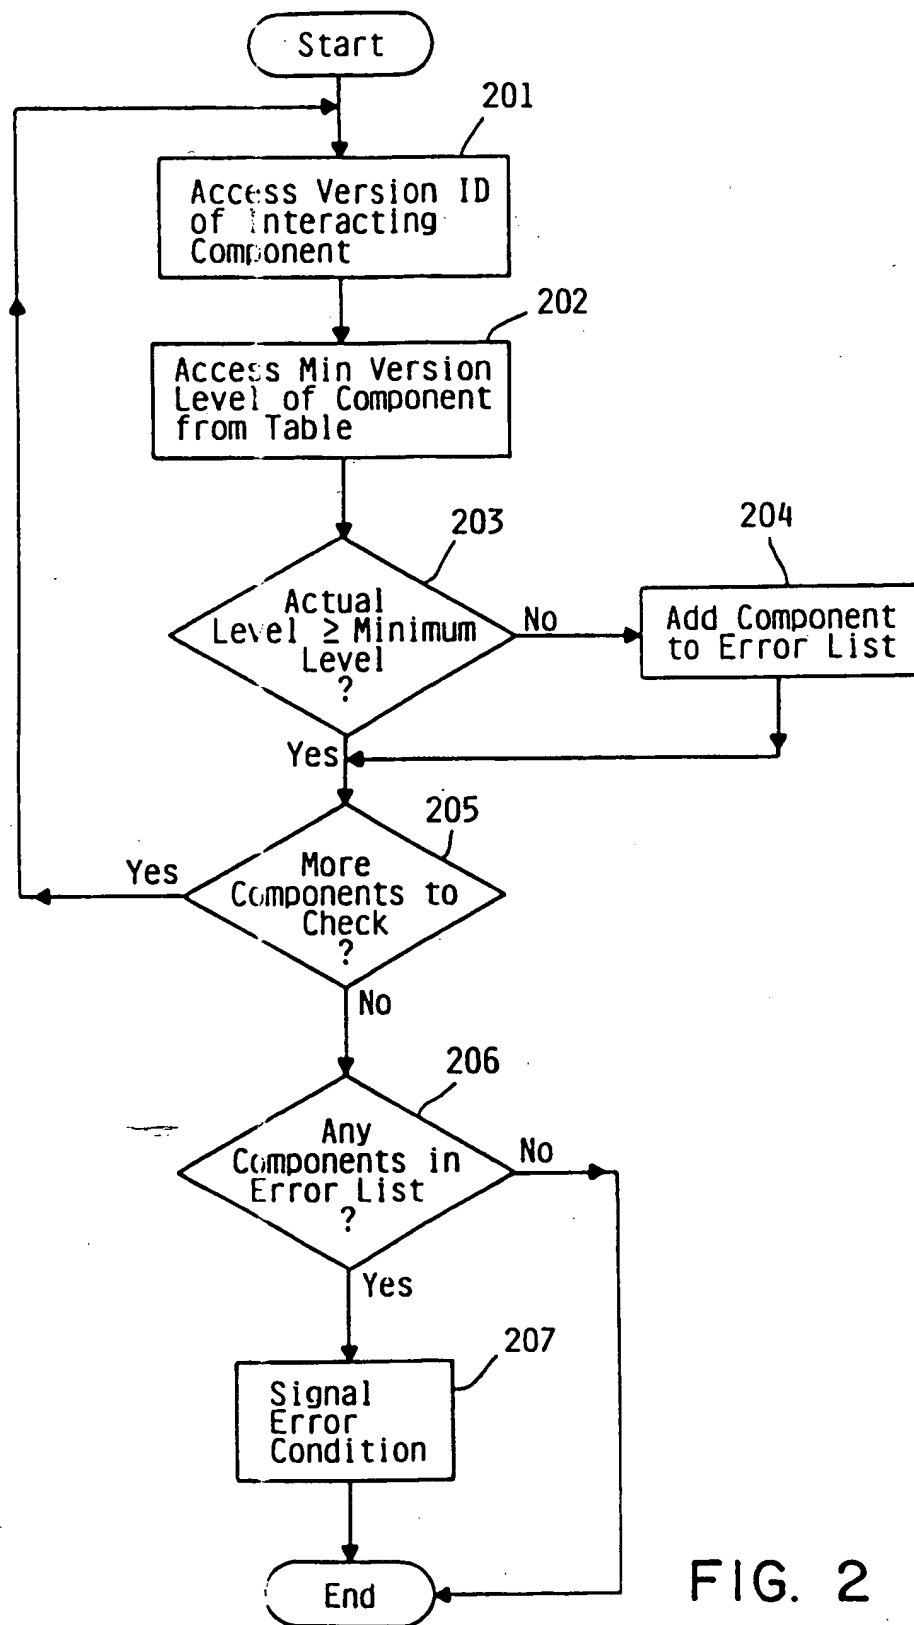 Start
201
Access Version ID
of Interacting
Component
202
Access Min Version
Level of Component
from Table
203
204
Actual
Level ≥ Minimum
Level
?
No
Add Component
to Error List
Yes
205
Yes
More
Components to
Check
?
No
206
Any
Components in
Error List
?
No
Yes
207
Signal
Error
Condition
End
FIG. 2